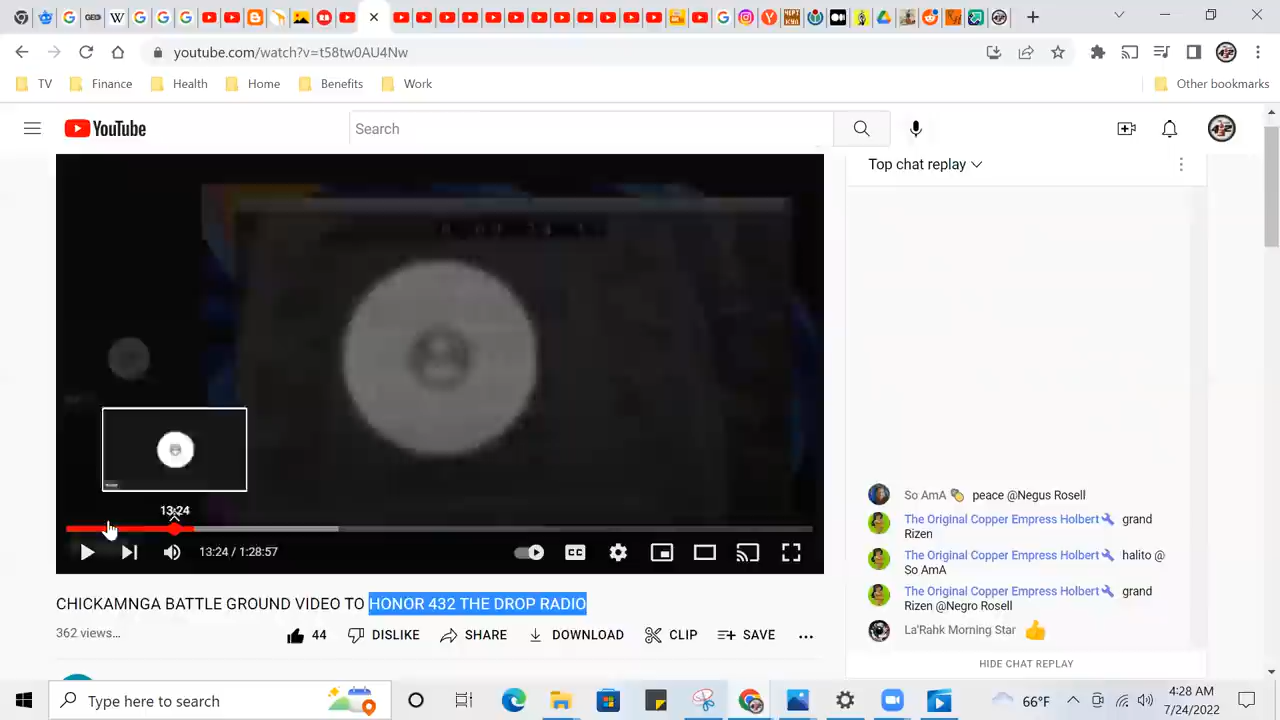 youtube.com/watch?v=t58tw0AU4Nw
TV Finance Health Home Benefits Work Other bookmarks
YouTube
Search
Top chat replay
13:24
13:24 / 1:28:57
CHICKAMNGA BATTLE GROUND VIDEO TO HONOR 432 THE DROP RADIO
362 views...
44 DISLIKE SHARE DOWNLOAD CLIP SAVE
So AmA peace @Negus Rosell
The Original Copper Empress Holbert grand
Rizen
The Original Copper Empress Holbert halito @
So AmA
The Original Copper Empress Holbert grand
Rizen @Negro Rosell
La'Rahk Morning Star
HIDE CHAT REPLAY
Type here to search
66°F
4:28 AM
7/24/2022